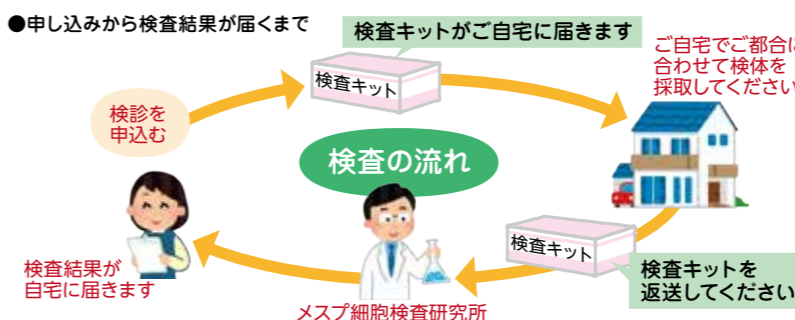 ●申し込みから検査結果が届くまで
検査キットがご自宅に届きます
検査キット
ご自宅でご都合に
合わせて検体を
採取してください
検診を
申込む
検査の流れ
検査キット
検査キットを
返送してください
メスプ細胞検査研究所
検査結果が
自宅に届きます